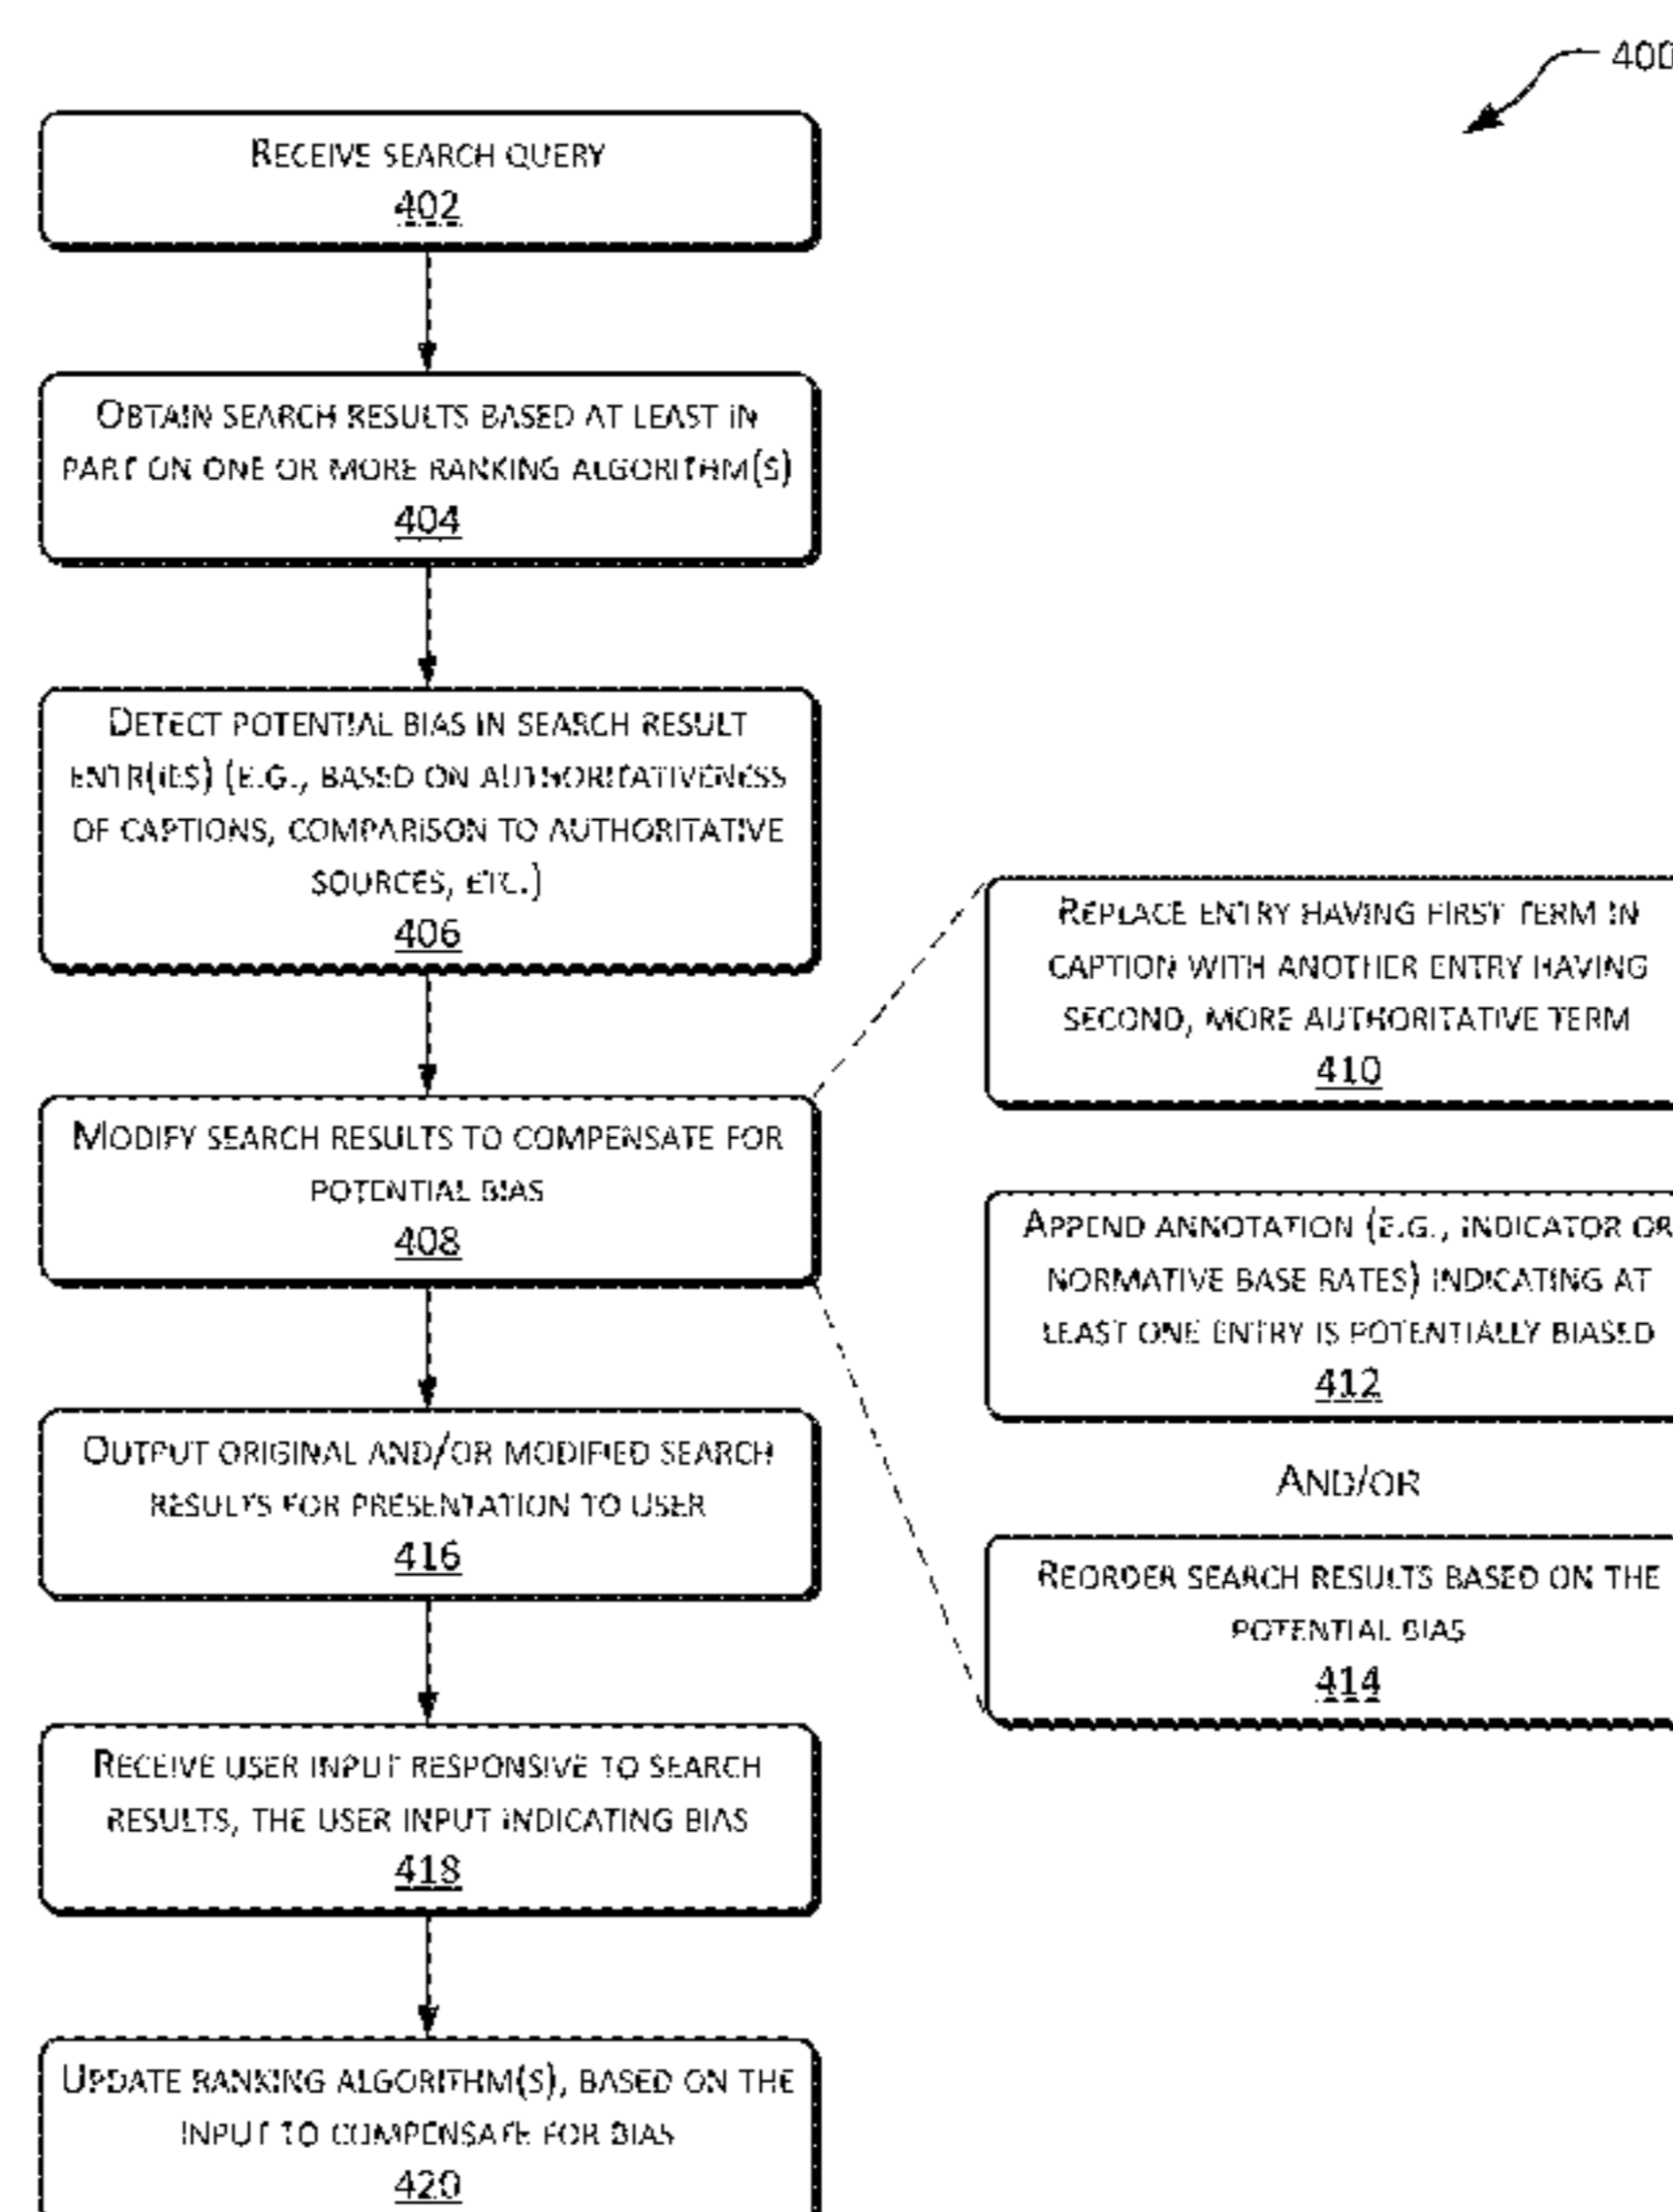 400
RECEIVE SEARCH QUERY
402
OBTAIN SEARCH RESULTS BASED AT LEAST IN
PART ON ONE OR MORE RANKING ALGORITHM(S)
404
DETECT POTENTIAL BIAS IN SEARCH RESULT
ENTR(IES) (E.G., BASED ON AUTHORITATIVENESS
OF CAPTIONS, COMPARISON TO AUTHORITATIVE
SOURCES, ETC.)
406
MODIFY SEARCH RESULTS TO COMPENSATE FOR
POTENTIAL BIAS
408
REPLACE ENTRY HAVING FIRST TERM IN
CAPTION WITH ANOTHER ENTRY HAVING
SECOND, MORE AUTHORITATIVE TERM
410
APPEND ANNOTATION (E.G., INDICATOR OR
NORMATIVE BASE RATES) INDICATING AT
LEAST ONE ENTRY IS POTENTIALLY BIASED
412
AND/OR
REORDER SEARCH RESULTS BASED ON THE
POTENTIAL BIAS
414
OUTPUT ORIGINAL AND/OR MODIFIED SEARCH
RESULTS FOR PRESENTATION TO USER
416
RECEIVE USER INPUT RESPONSIVE TO SEARCH
RESULTS, THE USER INPUT INDICATING BIAS
418
UPDATE RANKING ALGORITHM(S), BASED ON THE
INPUT TO COMPENSATE FOR BIAS
420